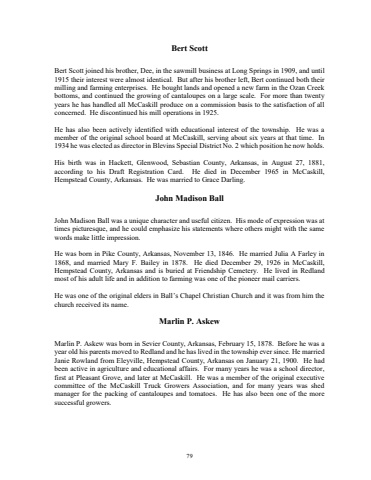 Bert Scott
Bert Scott joined his brother, Dee, in the sawmill business at Long Springs in 1909, and until
1915 their interest were almost identical.  But after his brother left, Bert continued both their
milling and farming enterprises.  He bought lands and opened a new farm in the Ozan Creek
bottoms, and continued the growing of cantaloupes on a large scale.  For more than twenty
years he has handled all McCaskill produce on a commission basis to the satisfaction of all
concerned.  He discontinued his mill operations in 1925.
He has also been actively identified with educational interest of the township.  He was a
member of the original school board at McCaskill, serving about six years at that time.  In
1934 he was elected as director in Blevins Special District No. 2 which position he now holds.
His birth was in Hackett, Glenwood, Sebastian County, Arkansas, in August 27, 1881,
according to his Draft Registration Card.  He died in December 1965 in McCaskill,
Hempstead County, Arkansas.  He was married to Grace Darling.
John Madison Ball
John Madison Ball was a unique character and useful citizen.  His mode of expression was at
times picturesque, and he could emphasize his statements where others might with the same
words make little impression.
He was born in Pike County, Arkansas, November 13, 1846.  He married Julia A Farley in
1868, and married Mary F. Bailey in 1878.  He died December 29, 1926 in McCaskill,
Hempstead County, Arkansas and is buried at Friendship Cemetery.  He lived in Redland
most of his adult life and in addition to farming was one of the pioneer mail carriers.
He was one of the original elders in Ball's Chapel Christian Church and it was from him the
church received its name.
Marlin P. Askew
Marlin P. Askew was born in Sevier County, Arkansas, February 15, 1878.  Before he was a
year old his parents moved to Redland and he has lived in the township ever since.  He married
Janie Rowland from Eleyville, Hempstead County, Arkansas on January 21, 1900.  He had
been active in agriculture and educational affairs.  For many years he was a school director,
first at Pleasant Grove, and later at McCaskill.  He was a member of the original executive
committee of the McCaskill Truck Growers Association, and for many years was shed
manager for the packing of cantaloupes and tomatoes.  He has also been one of the more
successful growers.
79